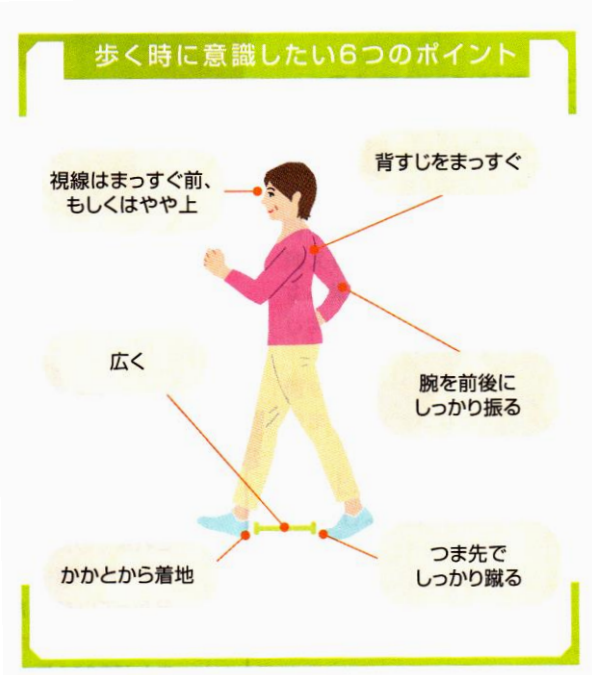 歩く時に意識したい6つのポイント
視線はまっすぐ前、
もしくはやや上
背すじをまっすぐ
広く
腕を前後に
しっかり振る
かかとから着地
つま先で
しっかり蹴る